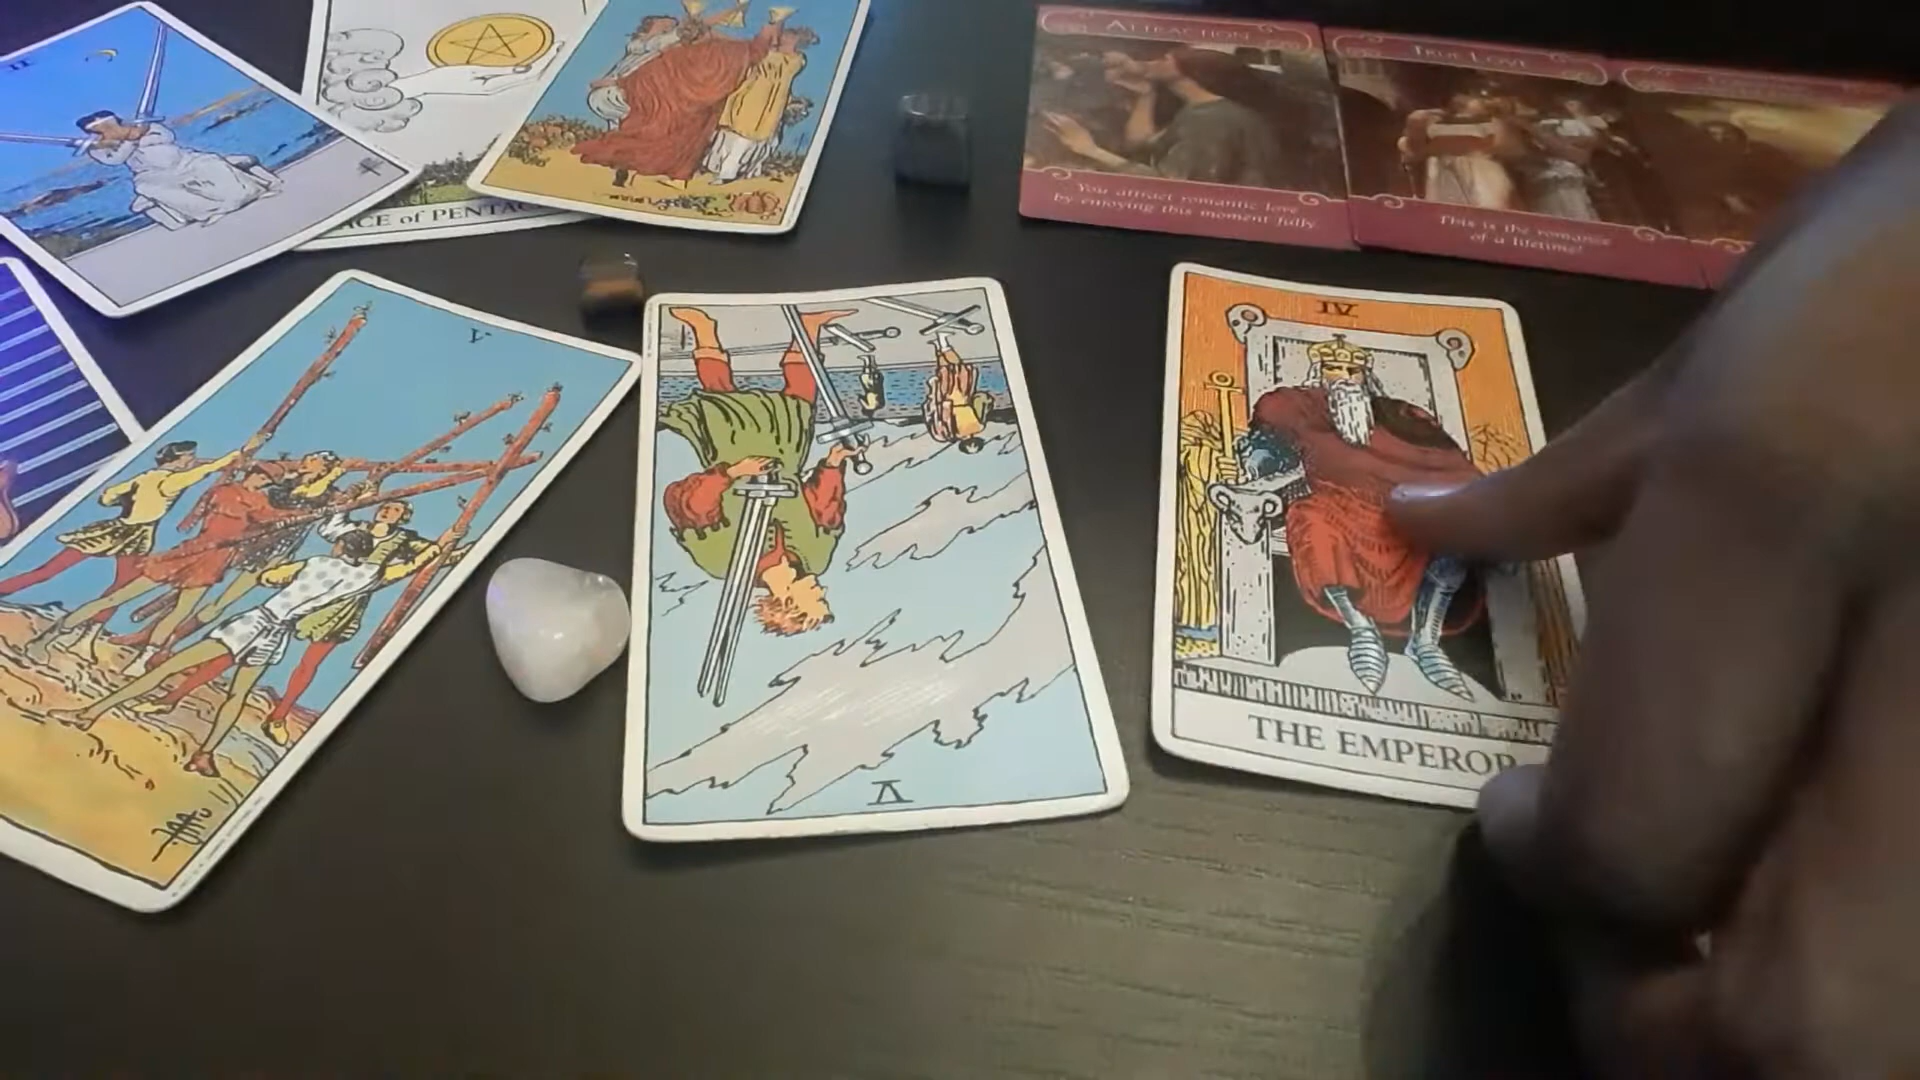 II
ACE of PENTAC
ATTRACTION
You attract romantic love
by enjoying this moment fully.
TRUE LOVE
This is the romance
of a lifetime!
V
IV
THE EMPEROR
V